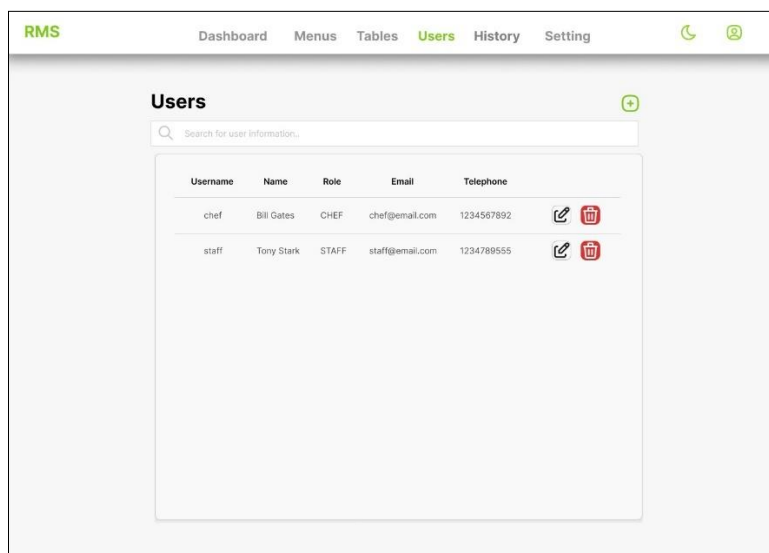 RMS Dashboard Menus Tables Users History Setting
Users
Search for user information..
Username Name Role Email Telephone
chef Bill Gates CHEF chef@email.com 1234567892
staff Tony Stark STAFF staff@email.com 1234789555